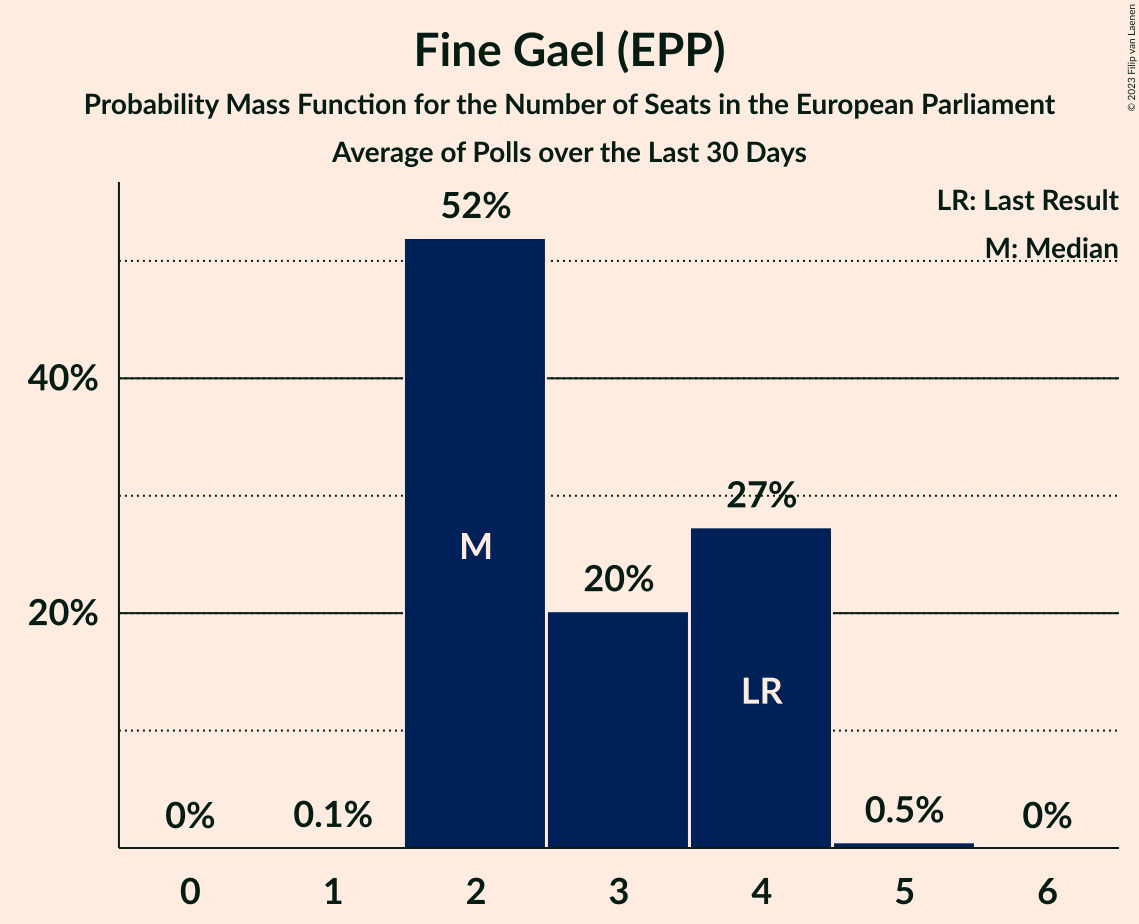 Fine Gael (EPP)
Probability Mass Function for the Number of Seats in the European Parliament
Average of Polls over the Last 30 Days
© 2023 Filip van Laenen
LR: Last Result
M: Median
52%
40%
27%
M
20%
20%
LR
0%
0.1%
0.5%
0%
0 1 2 3 4 5 6